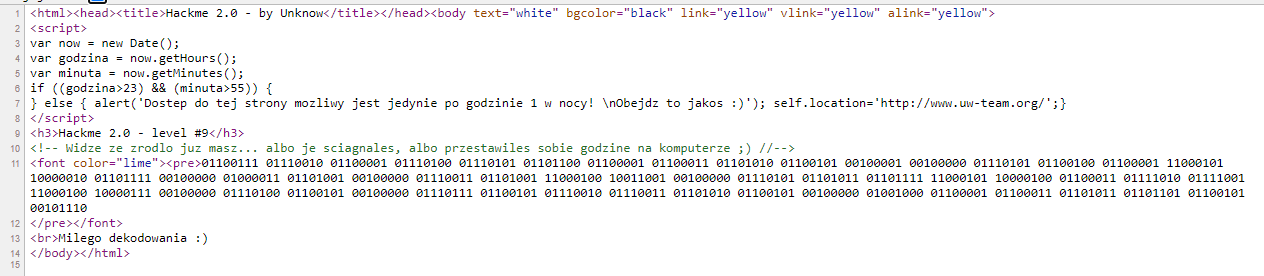 1 <html><head><title>Hackme 2.0 - by Unknow</title></head><body text="white" bgcolor="black" link="yellow" vlink="yellow" alink="yellow">
2 <script>
3 var now = new Date();
4 var godzina = now.getHours();
5 var minuta = now.getMinutes();
6 if ((godzina>23) && (minuta>55)) {
7 } else { alert('Dostep do tej strony mozliwy jest jedynie po godzinie 1 w nocy! \nObejdz to jakos :)'); self.location='http://www.uw-team.org/';}
8 </script>
9 <h3>Hackme 2.0 - level #9</h3>
10 <!-- Widze ze zrodlo juz masz... albo je sciagnales, albo przestawiles sobie godzine na komputerze ;) //-->
11 <font color="lime"><pre>01100111 01110010 01100001 01110100 01110101 01101100 01100001 01100011 01101010 01100101 00100001 00100000 01110101 01100100 01100001 11000101
10000010 01101111 00100000 01000011 01101001 00100000 01110011 01101001 11000100 10011001 00100000 01110101 01101011 01101111 11000101 10000100 01100011 01111010 01111001
11000100 10000111 00100000 01110100 01100101 00100000 01110111 01100101 01110010 01110011 01101010 01100101 00100000 01001000 01100001 01100011 01101011 01101101 01100101
00101110
12 </pre></font>
13 <br>Milego dekodowania :)
14 </body></html>
15